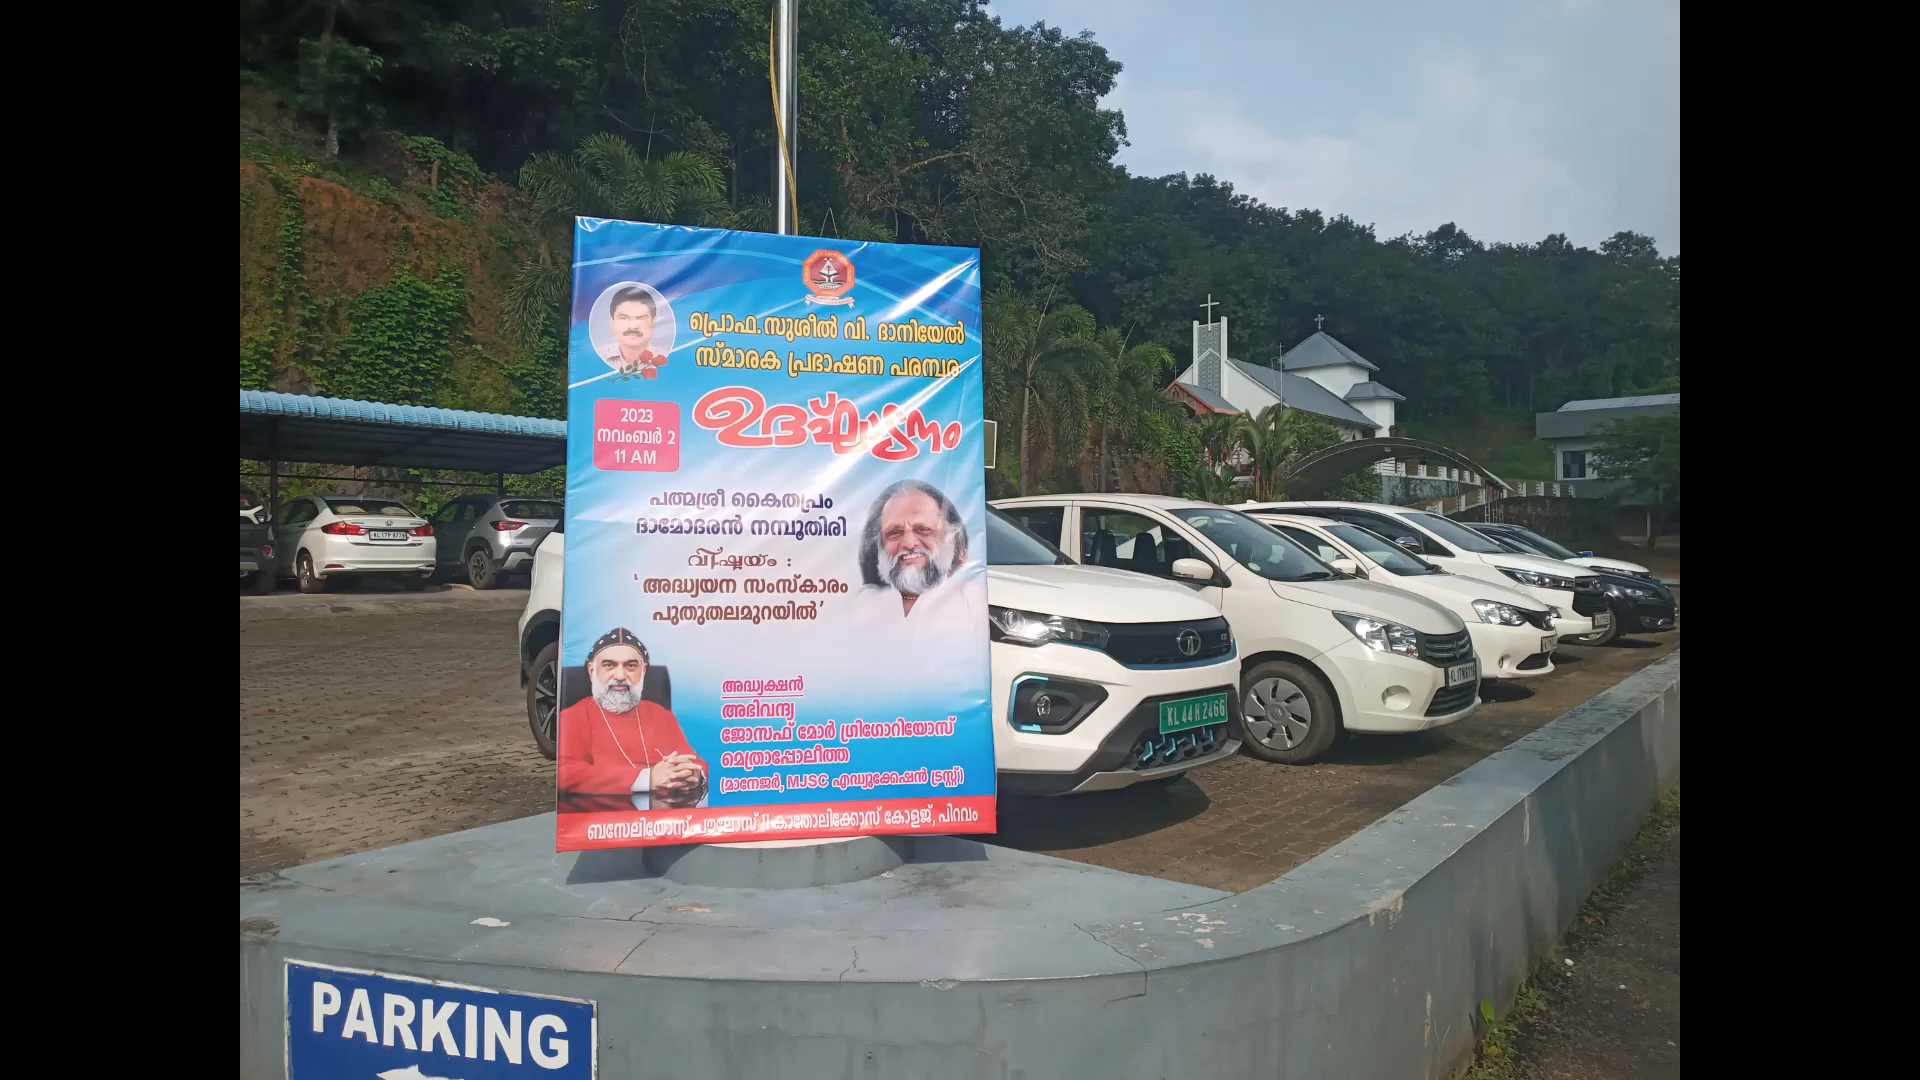 പ്രൊഫ. സുശീൽ വി. ദാനിയേൽ
സ്മാരക പ്രഭാഷണ പരമ്പര
ഉദ്ഘാടനം
2023
നവംബർ 2
11 AM
പത്മശ്രീ കൈതപ്രം
ദാമോദരൻ നമ്പൂതിരി
വിഷയം :
'അദ്ധ്യയന സംസ്കാരം
പുതുതലമുറയിൽ'
അദ്ധ്യക്ഷൻ
അഭിവന്ദ്യ
ജോസഫ് മോർ ഗ്രിഗോറിയോസ്
മെത്രാപ്പോലീത്ത
(മാനേജർ, MJSC എഡ്യുക്കേഷൻ ട്രസ്റ്റ്)
ബസേലിയോസ് പൗലോസ് II കാതോലിക്കോസ് കോളജ്, പിറവം
KL 44 H 2466
PARKING